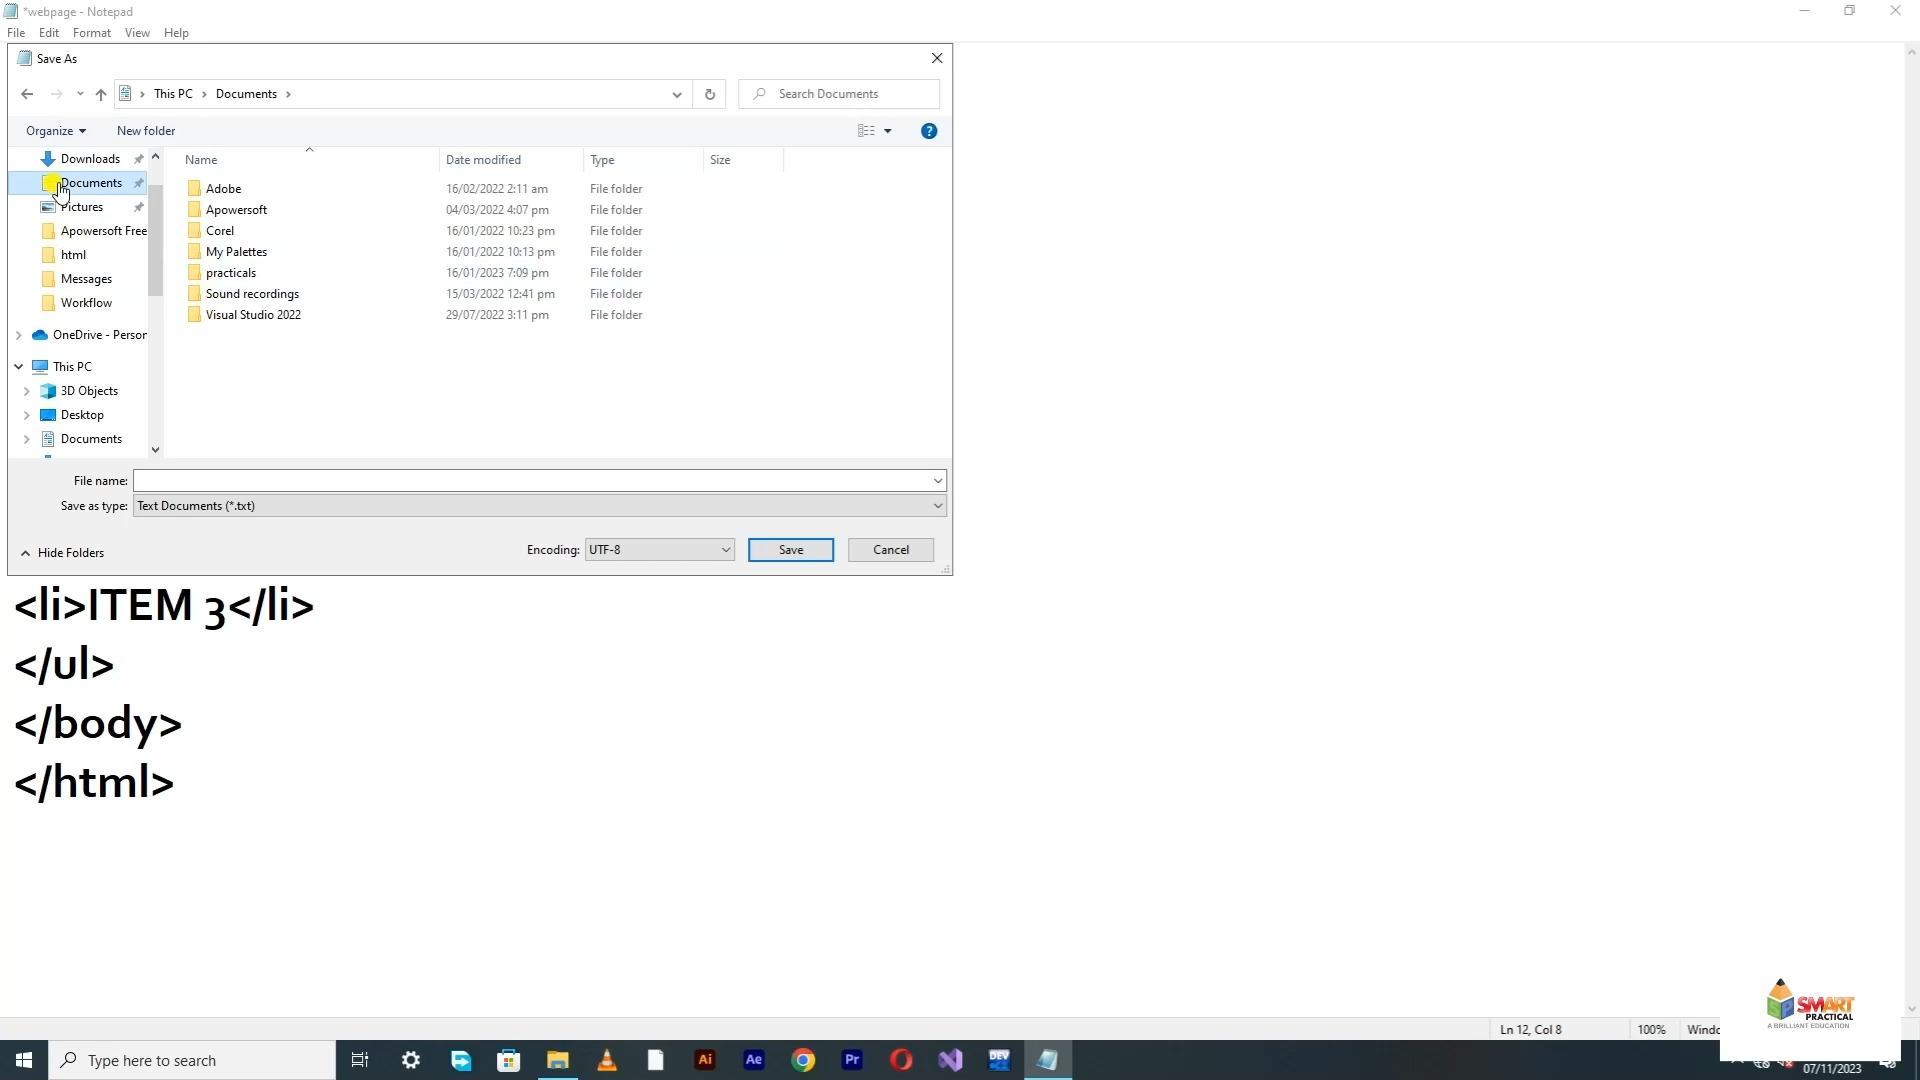 *webpage - Notepad
File Edit Format View Help
Save As
This PC Documents
Search Documents
Organize New folder
Downloads
Documents
Pictures
Apowersoft Free
html
Messages
Workflow
OneDrive - Person
This PC
3D Objects
Desktop
Documents
Name Date modified Type Size
Adobe 16/02/2022 2:11 am File folder
Apowersoft 04/03/2022 4:07 pm File folder
Corel 16/01/2022 10:23 pm File folder
My Palettes 16/01/2022 10:13 pm File folder
practicals 16/01/2023 7:09 pm File folder
Sound recordings 15/03/2022 12:41 pm File folder
Visual Studio 2022 29/07/2022 3:11 pm File folder
File name:
Save as type: Text Documents (*.txt)
Hide Folders
Encoding: UTF-8 Save Cancel
<li>ITEM 3</li>
</ul>
</body>
</html>
SMART
PRACTICAL
A BRILLIANT EDUCATION
Ln 12, Col 8 100%
Type here to search
Ai Ae Pr DEV
07/11/2023